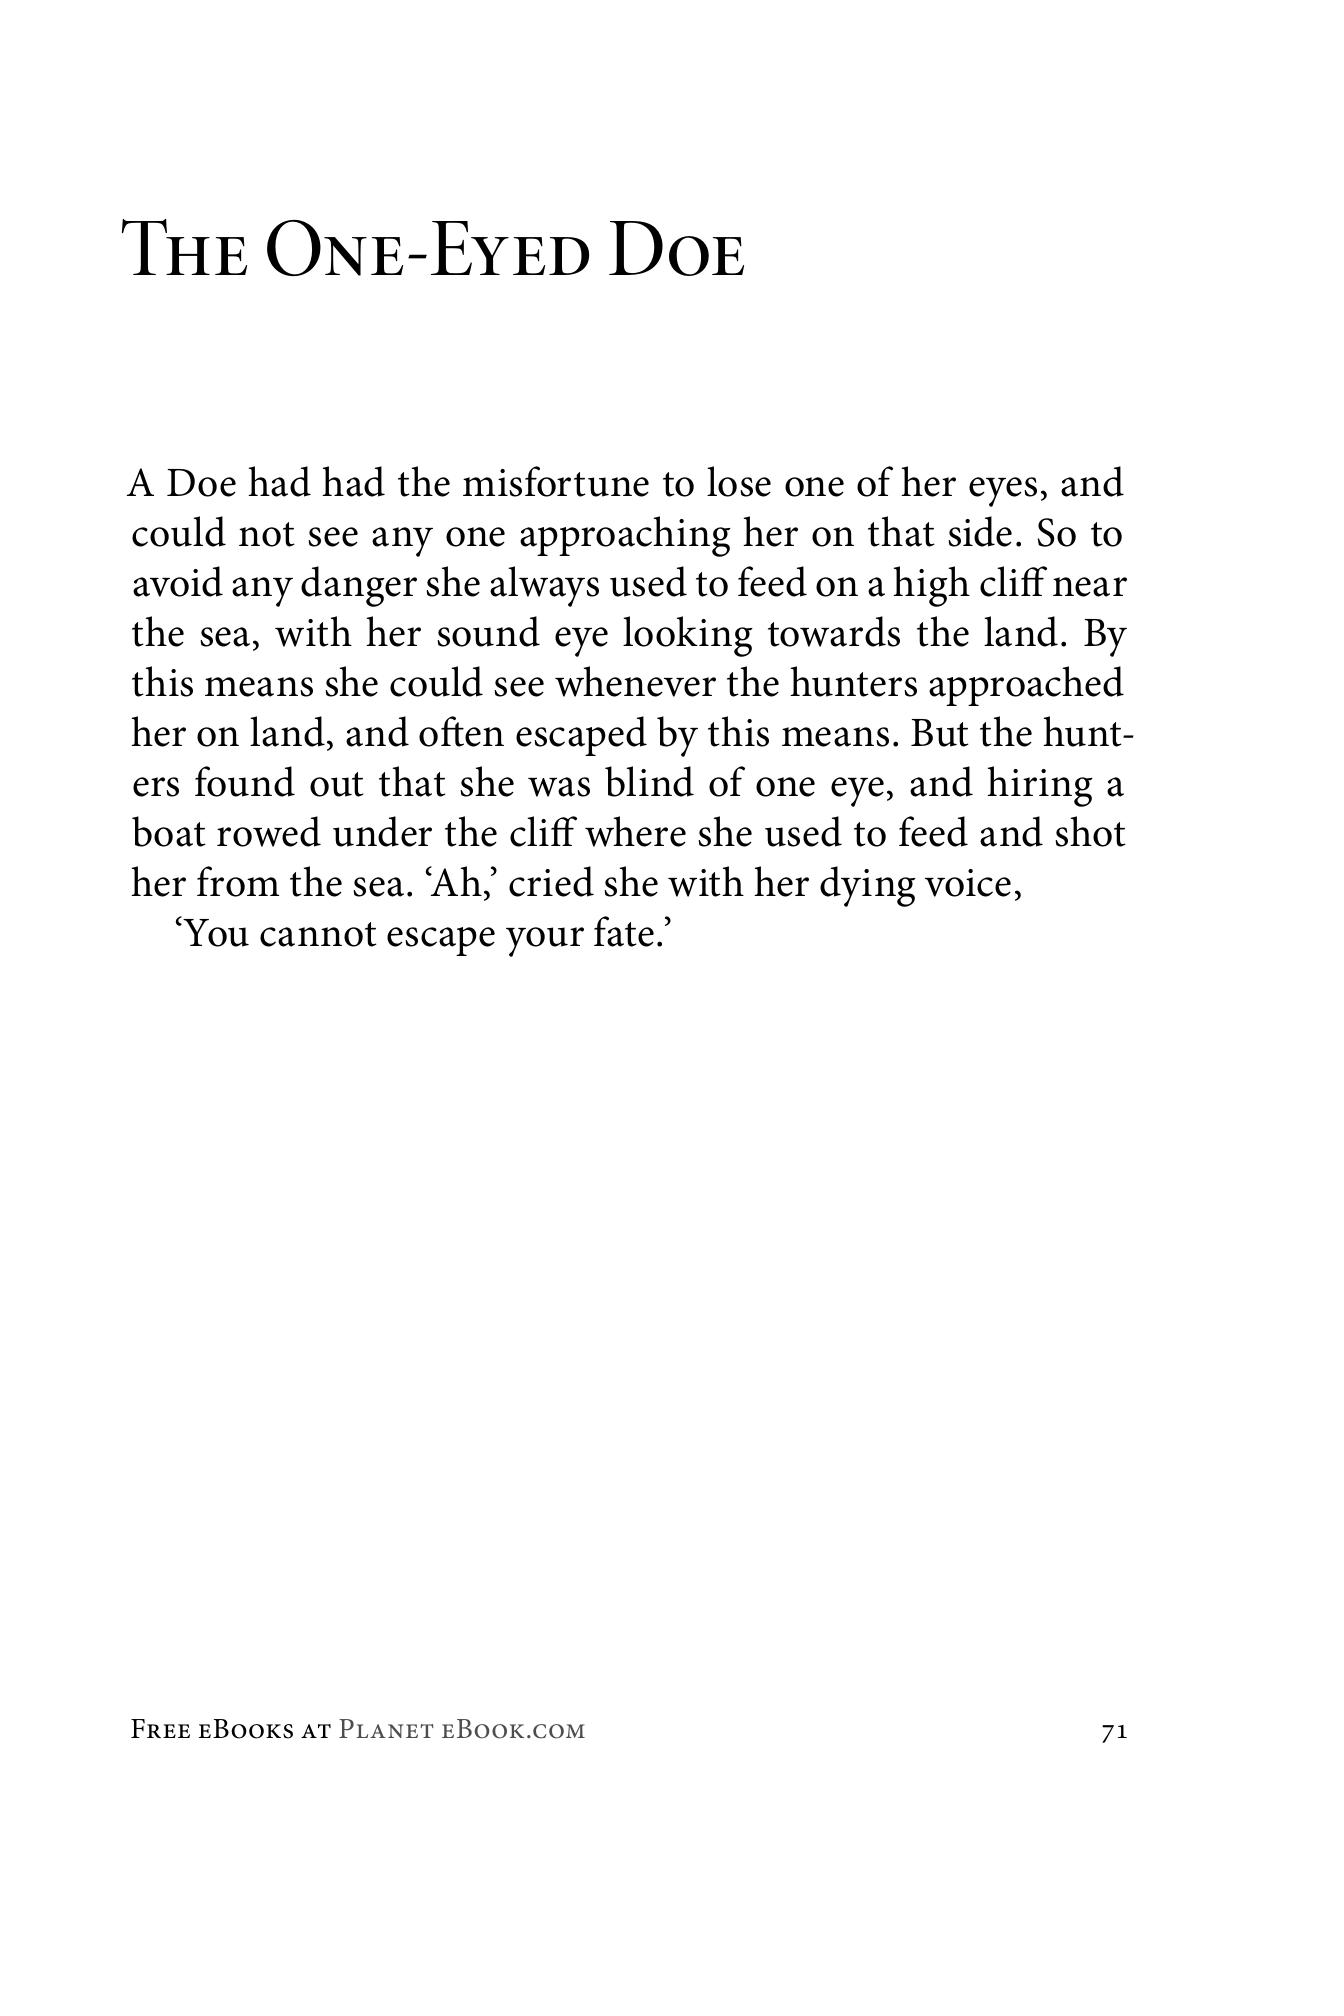 The One-Eyed Doe
A Doe had had the misfortune to lose one of her eyes, and
could not see any one approaching her on that side. So to
avoid any danger she always used to feed on a high cliff near
the sea, with her sound eye looking towards the land. By
this means she could see whenever the hunters approached
her on land, and often escaped by this means. But the hunt-
ers found out that she was blind of one eye, and hiring a
boat rowed under the cliff where she used to feed and shot
her from the sea. ‘Ah,’ cried she with her dying voice,
‘You cannot escape your fate.’
Free eBooks at Planet eBook.com 71